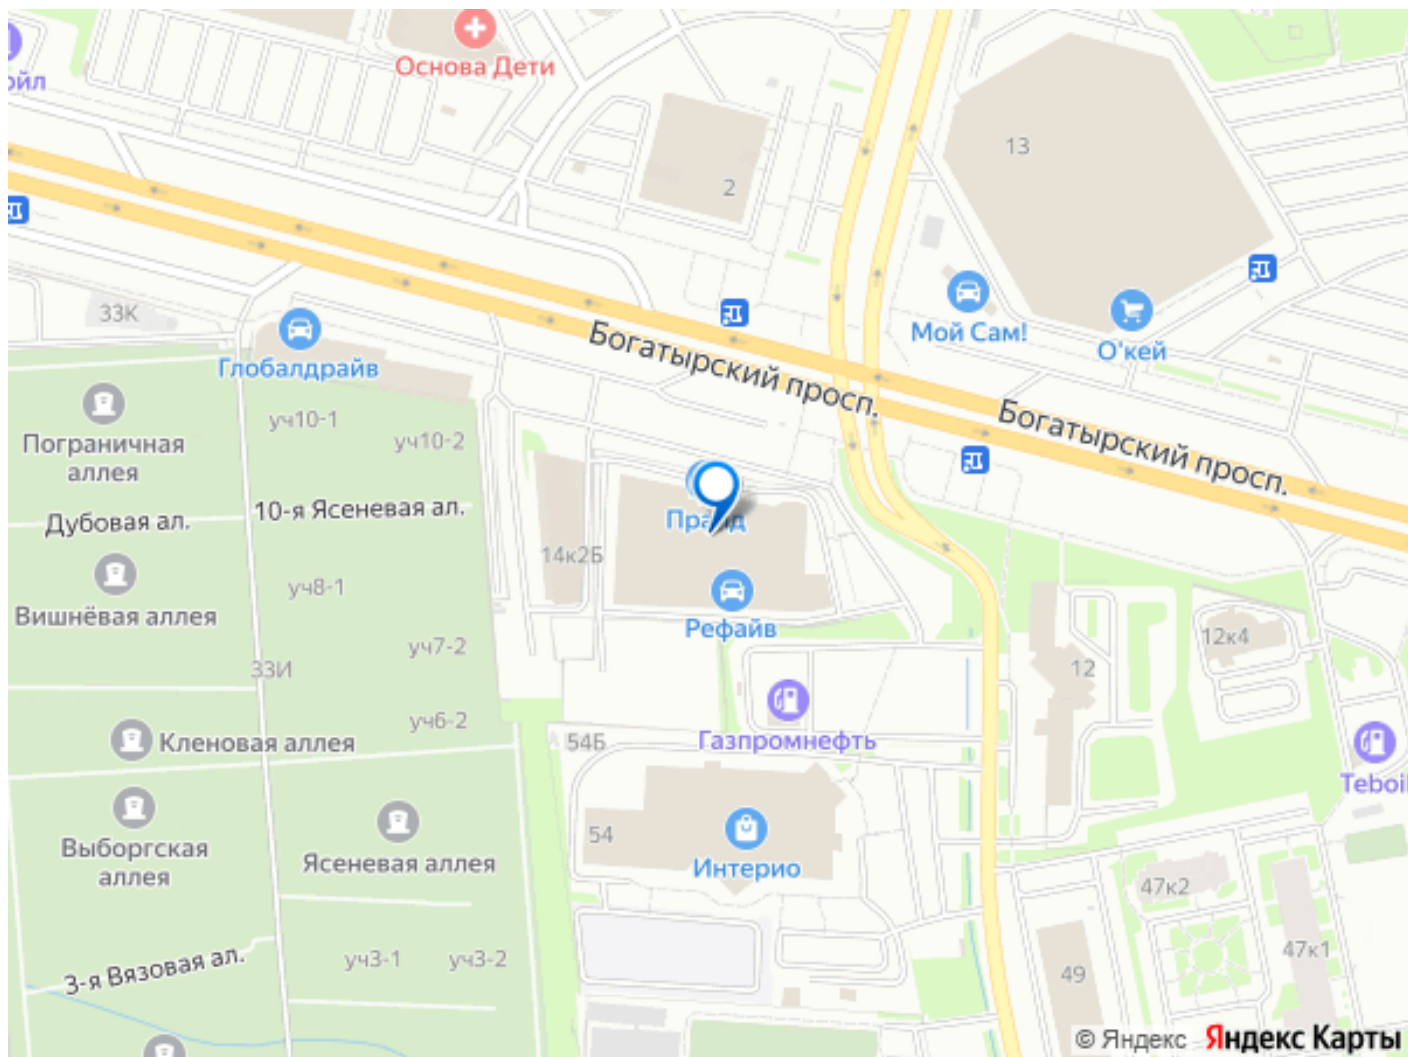 Основа Дети
ойл
13
2
33К
Глобалдрайв
Мой Сам!
О'кей
Богатырский просп.
Богатырский просп.
Пограничная
аллея
уч10-1
уч10-2
Дубовая ал.
10-я Ясеневая ал.
14к2Б
Вишнёвая аллея
уч8-1
Рефайв
уч7-2
33И
12
12к4
уч6-2
Кленовая аллея
54Б
Газпромнефть
Teboil
Выборгская
аллея
Ясеневая аллея
54
Интерио
47к2
47к1
3-я Вязовая ал.
уч3-1
уч3-2
49
© Яндекс Яндекс Карты